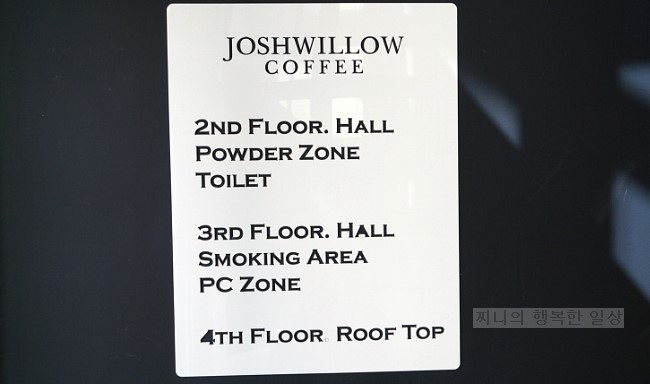 JOSHWILLOW
COFFEE
2ND FLOOR. HALL
POWDER ZONE
TOILET
3RD FLOOR. HALL
SMOKING AREA
PC ZONE
4TH FLOOR. ROOF TOP
찌니의 행복한 일상